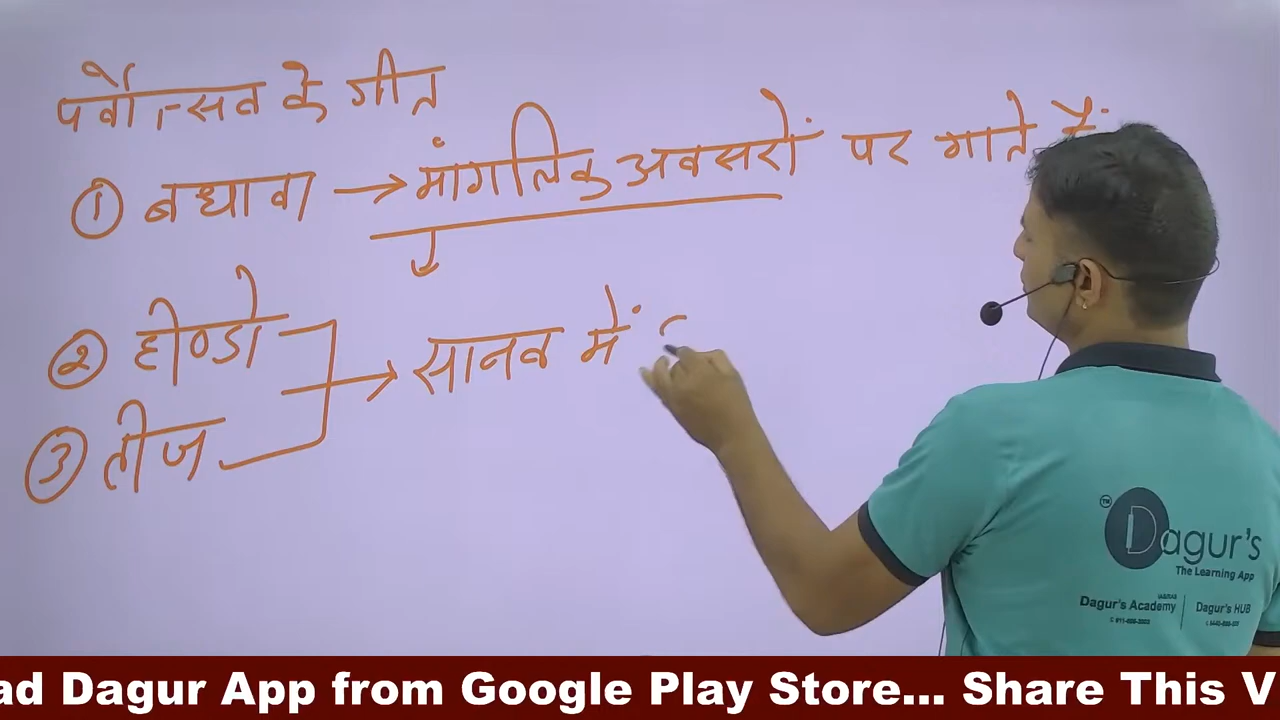 पर्वोत्सव के गीत
① बधावा → मांगलिक अवसरों पर गाते हैं
② हीण्डो
③ तीज
→ सावन में
TM
Dagur's
The Learning App
Dagur's Academy
Dagur's HUB
ad Dagur App from Google Play Store... Share This V